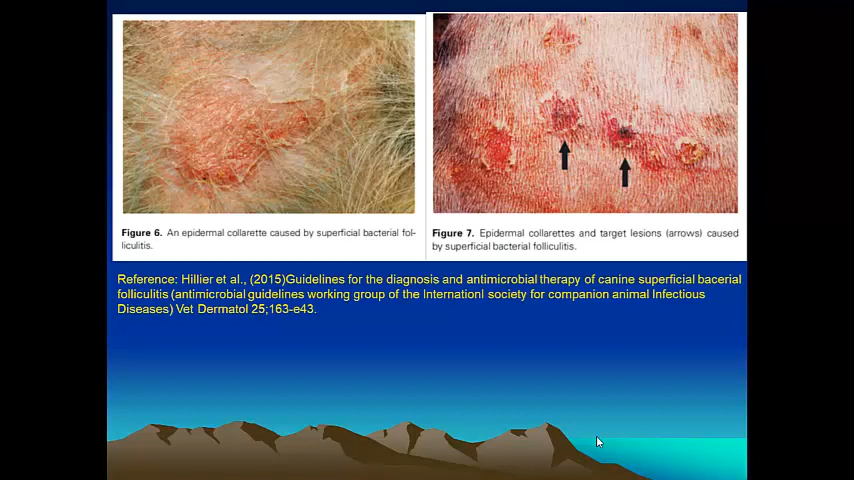 Figure 6. An epidermal collarette caused by superficial bacterial fol-
liculitis.
Figure 7. Epidermal collarettes and target lesions (arrows) caused
by superficial bacterial folliculitis.
Reference: Hillier et al., (2015)Guidelines for the diagnosis and antimicrobial therapy of canine superficial bacerial
folliculitis (antimicrobial guidelines working group of the Internationl society for companion animal Infectious
Diseases) Vet Dermatol 25;163-e43.